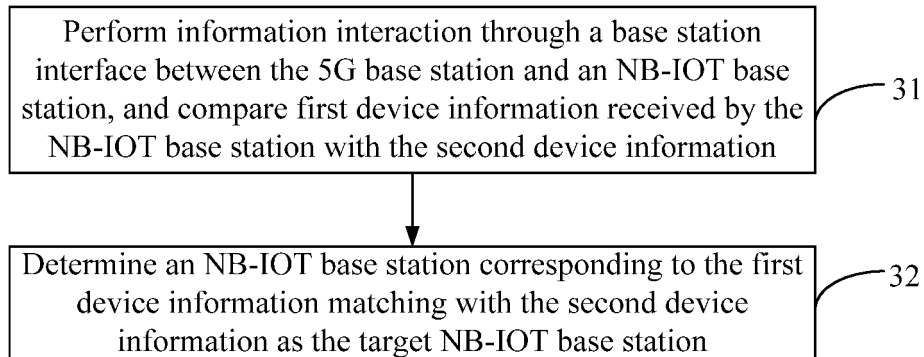 Perform information interaction through a base station
interface between the 5G base station and an NB-IOT base
station, and compare first device information received by the
NB-IOT base station with the second device information
31
Determine an NB-IOT base station corresponding to the first
device information matching with the second device
information as the target NB-IOT base station
32